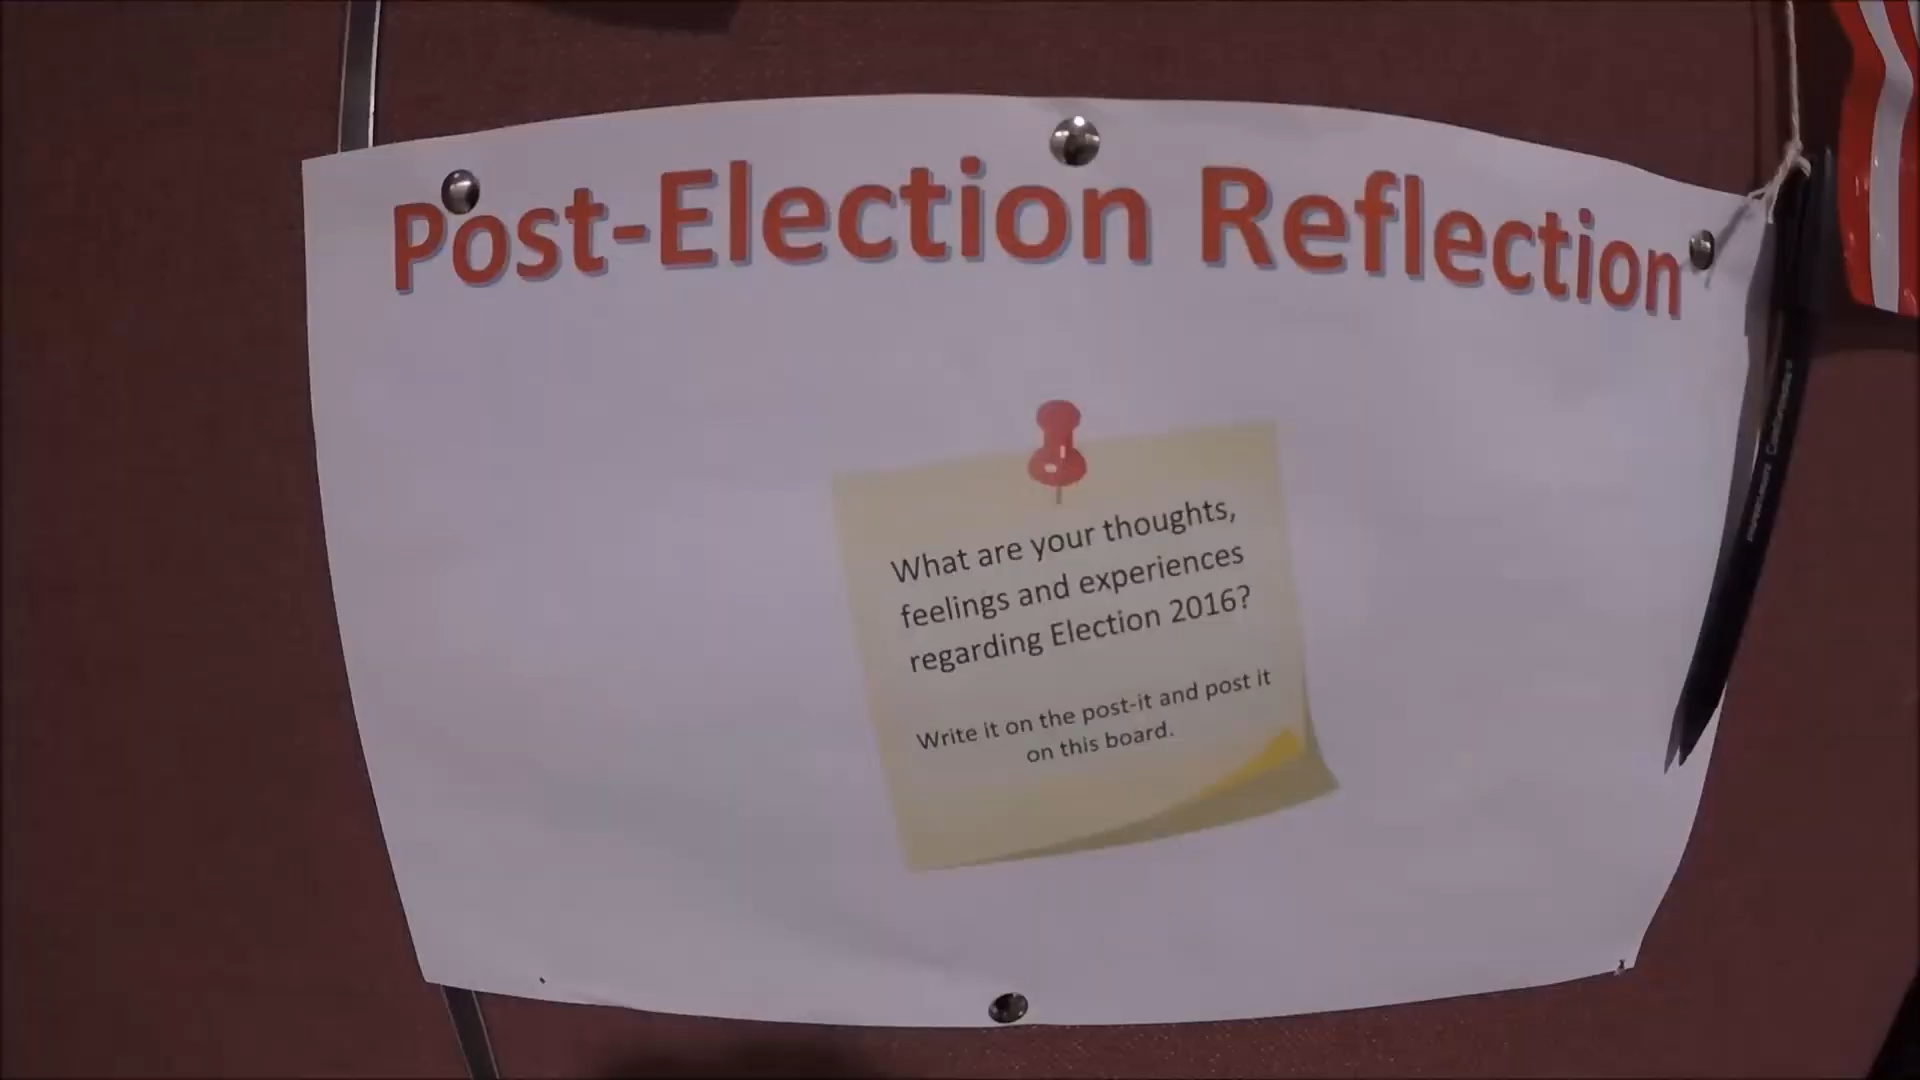 Post-Election Reflection
What are your thoughts,
feelings and experiences
regarding Election 2016?
Write it on the post-it and post it
on this board.